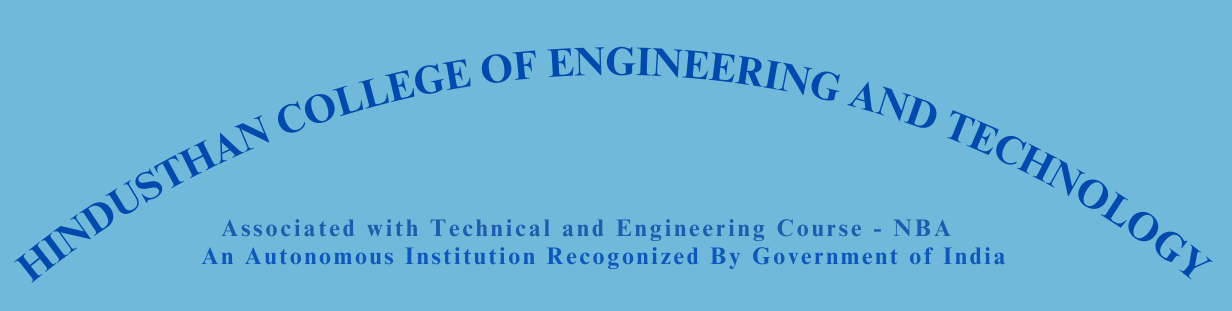 HINDUSTHAN COLLEGE OF ENGINEERING AND TECHNOLOGY
Associated with Technical and Engineering Course - NBA
An Autonomous Institution Recogonized By Government of India